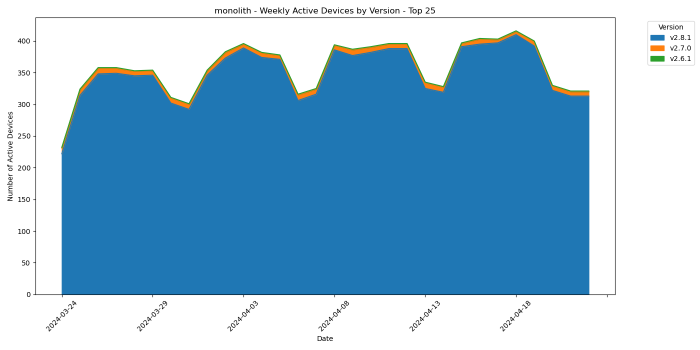 monolith - Weekly Active Devices by Version - Top 25
Version
v2.8.1
v2.7.0
v2.6.1
Number of Active Devices
400
350
300
250
200
150
100
50
0
2024-03-24
2024-03-29
2024-04-03
2024-04-08
2024-04-13
2024-04-18
Date